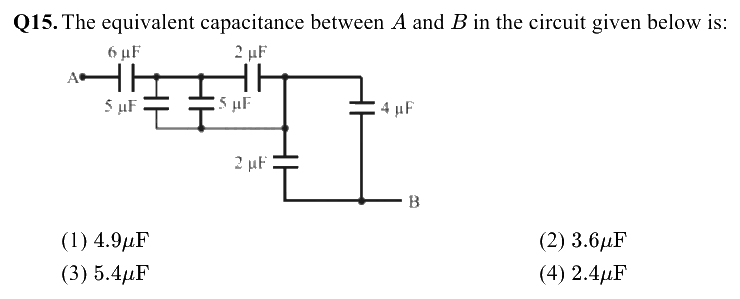 Q15. The equivalent capacitance between A and B in the circuit given below is:
6 µF 2 µF
A
5 µF 5 µF 4 µF
2 µF
B
(1) 4.9µF (2) 3.6µF
(3) 5.4µF (4) 2.4µF